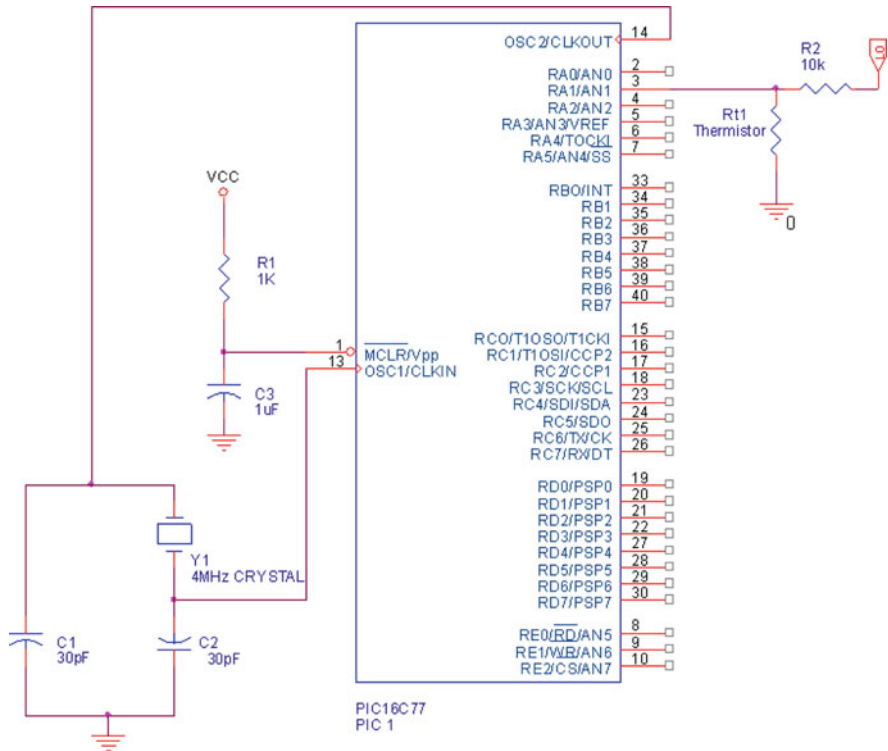 14
OSC2/CLKOUT
R2
10k
2
RA0/AN0
3
RA1/AN1
4
RA2/AN2
5
RA3/AN3/VREF
6
RA4/TOCKI
7
RA5/AN4/SS
Rt1
Thermistor
0
VCC
R1
1K
33
RBO/INT
34
RB1
35
RB2
36
RB3
37
RB4
38
RB5
39
RB6
40
RB7
15
RCO/T1OSO/T1CKI
16
RC1/T1OSI/CCP2
17
RC2/CCP1
18
RC3/SCK/SCL
23
RC4/SDI/SDA
24
RC5/SDO
25
RC6/TX/CK
26
RC7/RX/DT
1
MCLR/Vpp
13
OSC1/CLKIN
C3
1uF
19
RD0/PSP0
20
RD1/PSP1
21
RD2/PSP2
22
RD3/PSP3
27
RD4/PSP4
28
RD5/PSP5
29
RD6/PSP6
30
RD7/PSP7
Y1
4MHz CRYSTAL
8
RE0/RD/AN5
9
RE1/WR/AN6
10
RE2/CS/AN7
C1
30pF
C2
30pF
PIC16C77
PIC 1